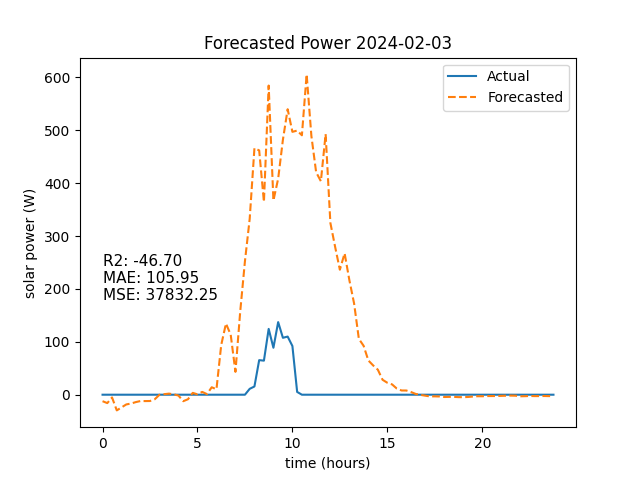 Forecasted Power 2024-02-03
Actual
Forecasted
600
500
400
300
200
100
0
solar power (W)
R2: -46.70
MAE: 105.95
MSE: 37832.25
0 5 10 15 20
time (hours)